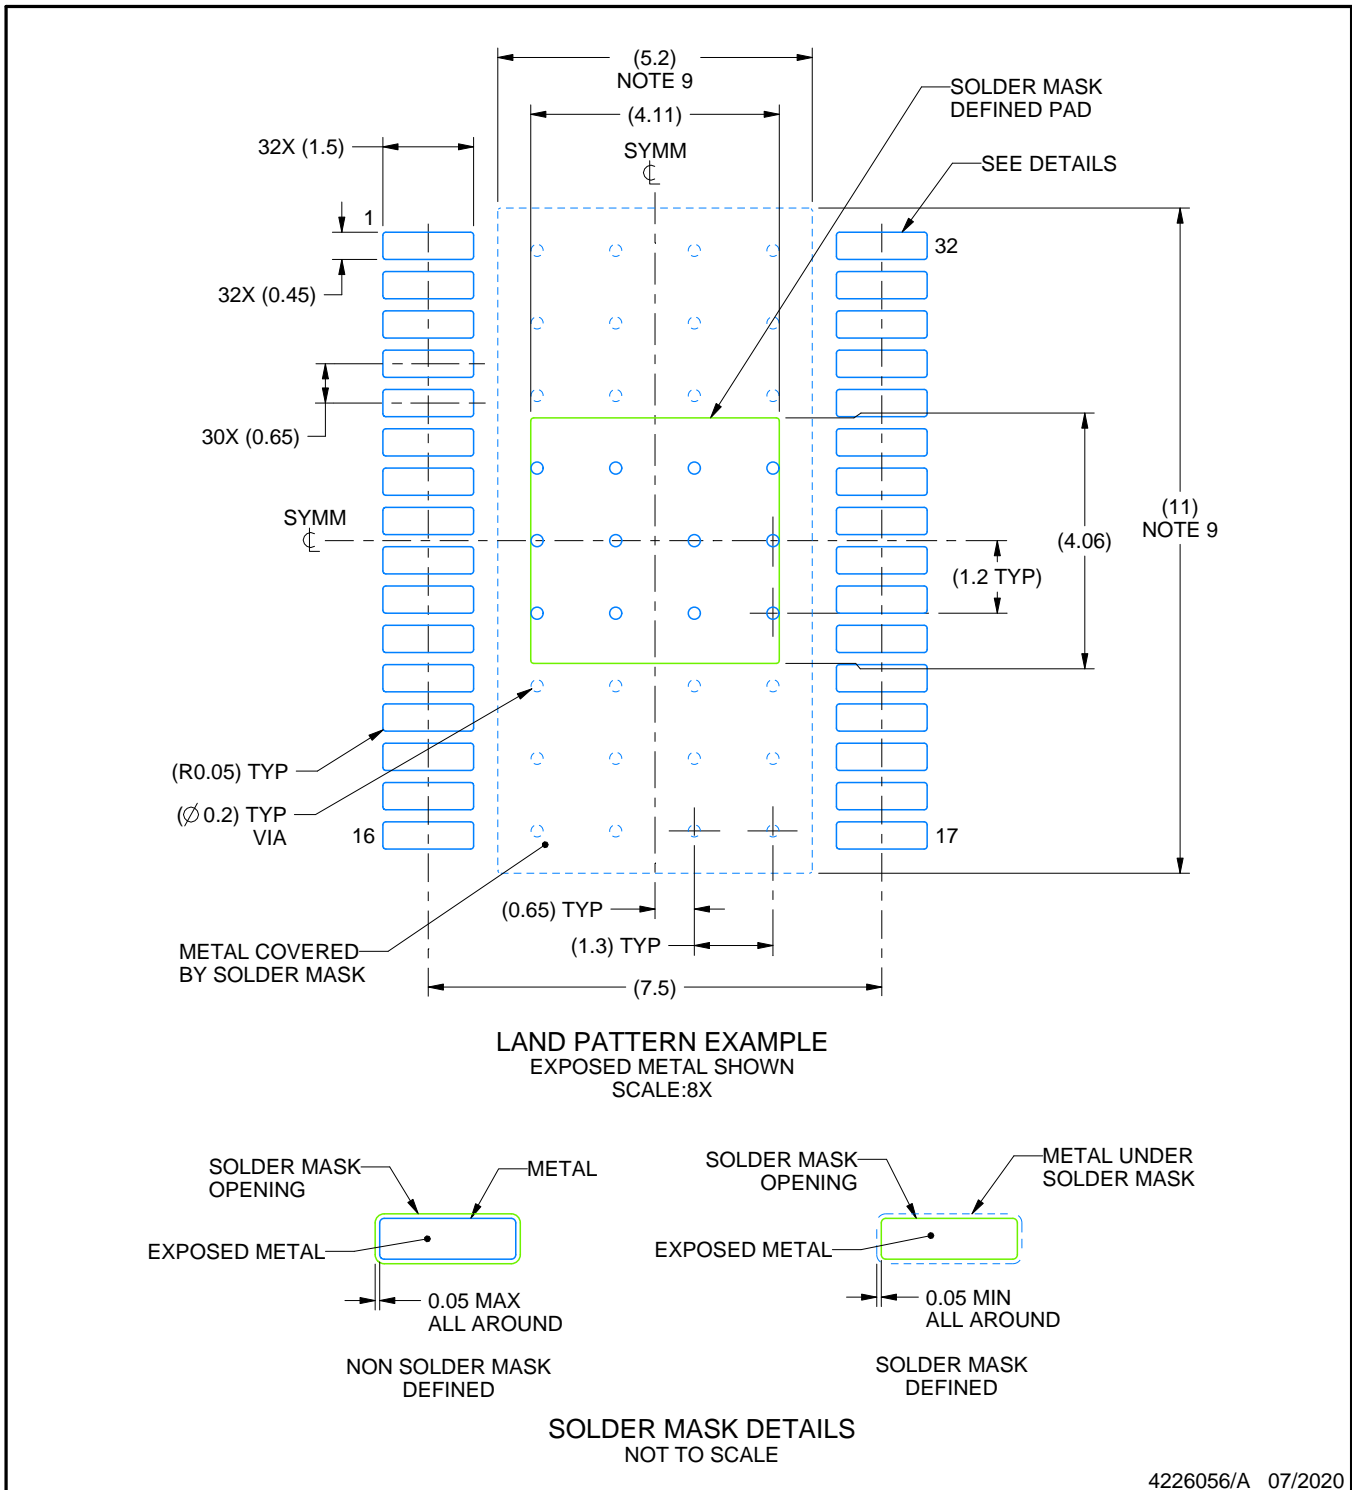 (5.2)
NOTE 9
SOLDER MASK
DEFINED PAD
(4.11)
32X (1.5)
SYMM
℄
SEE DETAILS
1
32
32X (0.45)
30X (0.65)
(11)
NOTE 9
SYMM
℄
(4.06)
(1.2 TYP)
(R0.05) TYP
(∅ 0.2) TYP
VIA
16
17
(0.65) TYP
(1.3) TYP
METAL COVERED
BY SOLDER MASK
(7.5)
LAND PATTERN EXAMPLE
EXPOSED METAL SHOWN
SCALE:8X
SOLDER MASK
OPENING
METAL
EXPOSED METAL
0.05 MAX
ALL AROUND
NON SOLDER MASK
DEFINED
SOLDER MASK
OPENING
METAL UNDER
SOLDER MASK
EXPOSED METAL
0.05 MIN
ALL AROUND
SOLDER MASK
DEFINED
SOLDER MASK DETAILS
NOT TO SCALE
4226056/A 07/2020